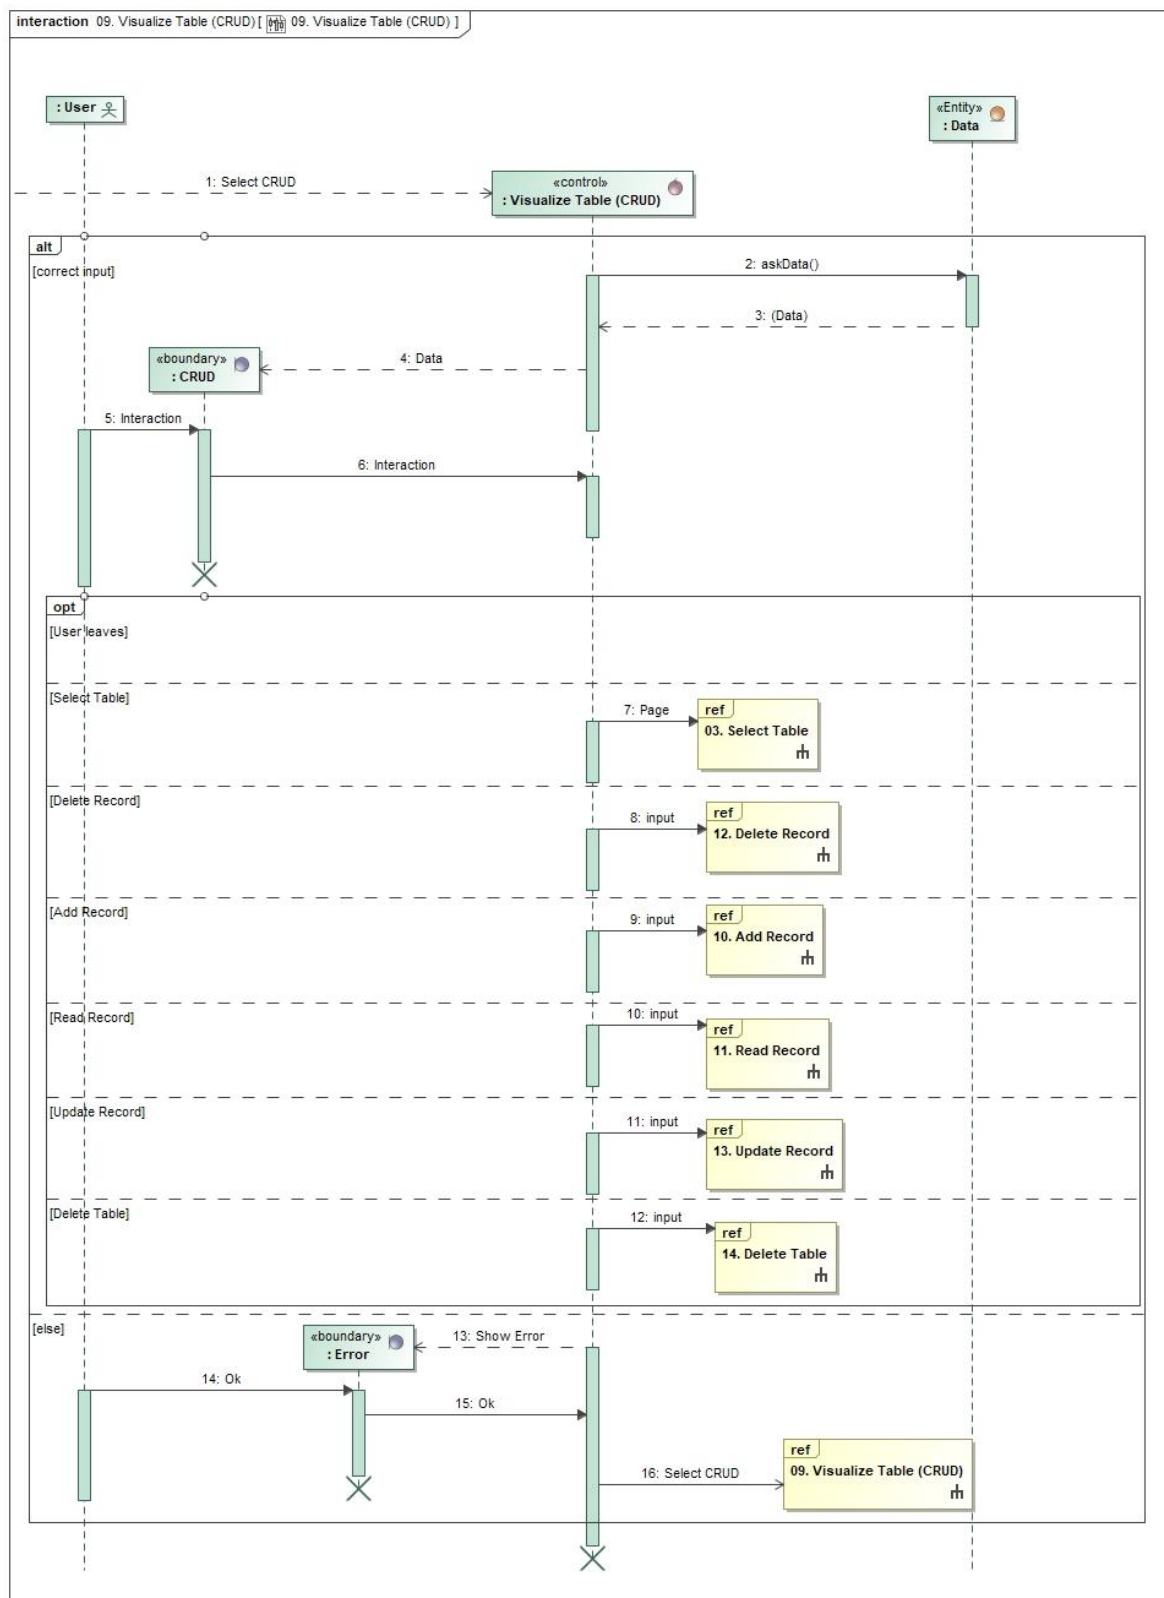 interaction 09. Visualize Table (CRUD) [ 09. Visualize Table (CRUD) ]
: User
«Entity»
: Data
1: Select CRUD
«control»
: Visualize Table (CRUD)
alt
[correct input]
2: askData()
3: (Data)
«boundary»
: CRUD
4: Data
5: Interaction
6: Interaction
opt
[User leaves]
[Select Table]
7: Page
ref
03. Select Table
[Delete Record]
8: input
ref
12. Delete Record
[Add Record]
9: input
ref
10. Add Record
[Read Record]
10: input
ref
11. Read Record
[Update Record]
11: input
ref
13. Update Record
[Delete Table]
12: input
ref
14. Delete Table
[else]
«boundary»
: Error
13: Show Error
14: Ok
15: Ok
16: Select CRUD
ref
09. Visualize Table (CRUD)